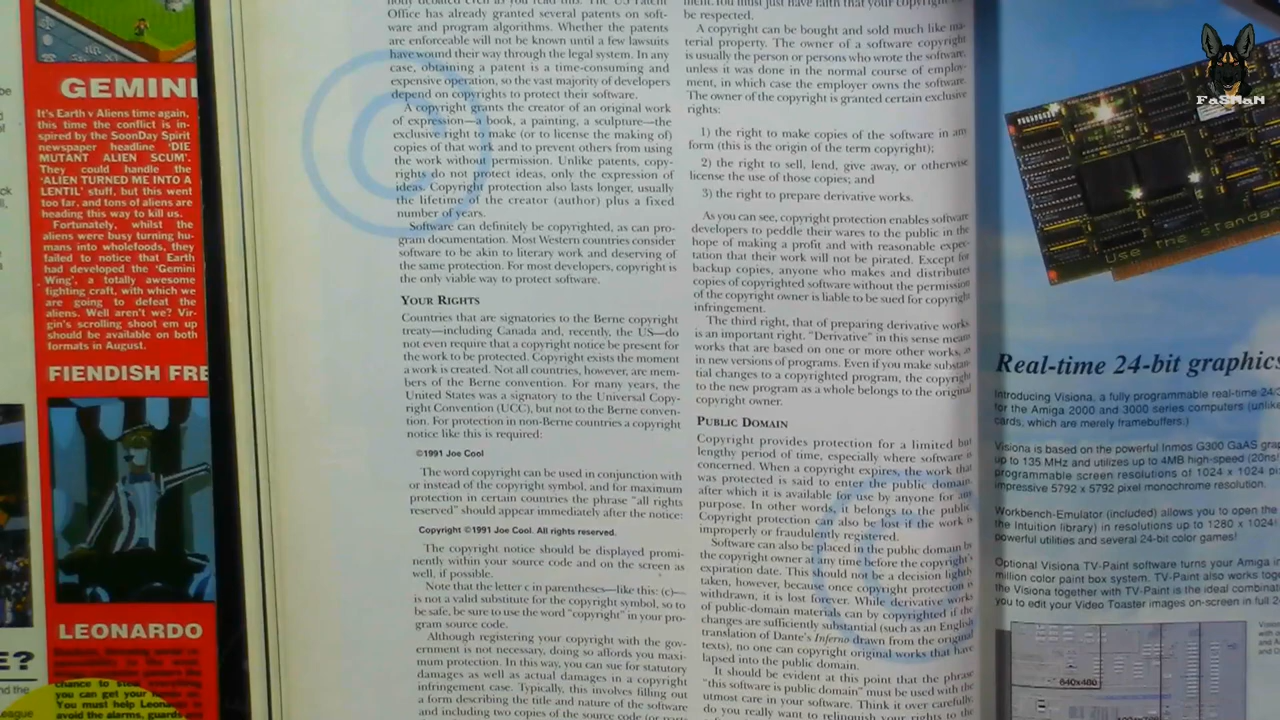 GEMINI
It's Earth v Aliens time again,
this time the conflict is in-
spired by the SoonDay Spirit
newspaper headline 'DIE
MUTANT ALIEN SCUM'.
They could handle the
'ALIEN TURNED ME INTO A
LENTIL' stuff, but this went
too far, and tons of aliens are
heading this way to kill us.
Fortunately, whilst the
aliens were busy turning hu-
mans into wholefoods, they
failed to notice that Earth
had developed the 'Gemini
Wing', a totally awesome
fighting craft, with which we
are going to defeat the
aliens. Well aren't we? Vir-
gin's scrolling shoot em up
should be available on both
formats in August.
FIENDISH FRE
LEONARDO
chance to steal everything
you can get your hands on.
You must help Leonardo
avoid the alarms, guards
E?
nd the
eague
Office has already granted several patents on soft-
ware and program algorithms. Whether the patents
are enforceable will not be known until a few lawsuits
have wound their way through the legal system. In any
case, obtaining a patent is a time-consuming and
expensive operation, so the vast majority of developers
depend on copyrights to protect their software.
A copyright grants the creator of an original work
of expression—a book, a painting, a sculpture—the
exclusive right to make (or to license the making of)
copies of that work and to prevent others from using
the work without permission. Unlike patents, copy-
rights do not protect ideas, only the expression of
ideas. Copyright protection also lasts longer, usually
the lifetime of the creator (author) plus a fixed
number of years.
Software can definitely be copyrighted, as can pro-
gram documentation. Most Western countries consider
software to be akin to literary work and deserving of
the same protection. For most developers, copyright is
the only viable way to protect software.
YOUR RIGHTS
Countries that are signatories to the Berne copyright
treaty—including Canada and, recently, the US—do
not even require that a copyright notice be present for
the work to be protected. Copyright exists the moment
a work is created. Not all countries, however, are mem-
bers of the Berne convention. For many years, the
United States was a signatory to the Universal Copy-
right Convention (UCC), but not to the Berne conven-
tion. For protection in non-Berne countries a copyright
notice like this is required:
©1991 Joe Cool
The word copyright can be used in conjunction with
or instead of the copyright symbol, and for maximum
protection in certain countries the phrase "all rights
reserved" should appear immediately after the notice:
Copyright ©1991 Joe Cool. All rights reserved.
The copyright notice should be displayed promi-
nently within your source code and on the screen as
well, if possible.
Note that the letter c in parentheses—like this: (c)—
is not a valid substitute for the copyright symbol, so to
be safe, be sure to use the word "copyright" in your pro-
gram source code.
Although registering your copyright with the gov-
ernment is not necessary, doing so affords you maxi-
mum protection. In this way, you can sue for statutory
damages as well as actual damages in a copyright
infringement case. Typically, this involves filling out
a form describing the title and nature of the software
and including two copies of the source code
ment. You must just have faith that your copyright
be respected.
A copyright can be bought and sold much like ma-
terial property. The owner of a software copyright
is usually the person or persons who wrote the software,
unless it was done in the normal course of employ-
ment, in which case the employer owns the software.
The owner of the copyright is granted certain exclusive
rights:
1) the right to make copies of the software in any
form (this is the origin of the term copyright);
2) the right to sell, lend, give away, or otherwise
license the use of those copies; and
3) the right to prepare derivative works.
As you can see, copyright protection enables software
developers to peddle their wares to the public in the
hope of making a profit and with reasonable expec-
tation that their work will not be pirated. Except for
backup copies, anyone who makes and distributes
copies of copyrighted software without the permission
of the copyright owner is liable to be sued for copyright
infringement.
The third right, that of preparing derivative works
is an important right. "Derivative" in this sense means
works that are based on one or more other works, as
in new versions of programs. Even if you make substan-
tial changes to a copyrighted program, the copyright
to the new program as a whole belongs to the original
copyright owner.
PUBLIC DOMAIN
Copyright provides protection for a limited but
lengthy period of time, especially where software is
concerned. When a copyright expires, the work that
was protected is said to enter the public domain,
after which it is available for use by anyone for any
purpose. In other words, it belongs to the public.
Copyright protection can also be lost if the work is
improperly or fraudulently registered.
Software can also be placed in the public domain by
the copyright owner at any time before the copyright's
expiration date. This should not be a decision lightly
taken, however, because once copyright protection is
withdrawn, it is lost forever. While derivative works
of public-domain materials can by copyrighted if the
changes are sufficiently substantial (such as an English
translation of Dante's Inferno drawn from the original
texts), no one can copyright original works that have
lapsed into the public domain.
It should be stressed at this point that the phrase
"this software is public domain" must be used with the
utmost care in your software. Think it over carefully;
do you really want to relinquish your rights to the
FaSMaN
Use the standar
Real-time 24-bit graphics
Introducing Visiona, a fully programmable real-time 24-
for the Amiga 2000 and 3000 series computers (unlike
cards, which are merely framebuffers.)
Visiona is based on the powerful Inmos G300 GaAS grap
up to 135 MHz and utilizes up to 4MB high-speed (20ns
programmable screen resolutions of 1024 x 1024 pi
impressive 5792 x 5792 pixel monochrome resolution.
Workbench-Emulator (included) allows you to open the
the Intuition library) in resolutions up to 1280 x 1024
powerful utilities and several 24-bit color games!
Optional Visiona TV-Paint software turns your Amiga in
million color paint box system. TV-Paint also works toge
the Visiona together with TV-Paint is the ideal combinat
you to edit your Video Toaster images on-screen in full 2
640x480